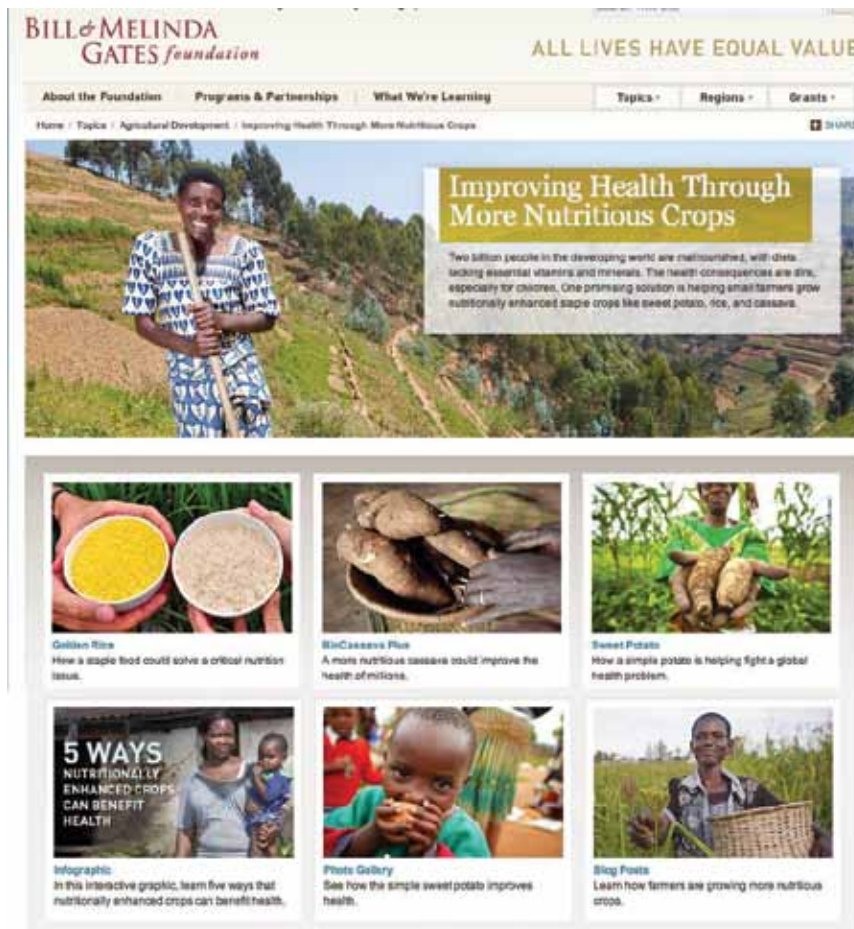 BILL & MELINDA
GATES foundation
ALL LIVES HAVE EQUAL VALUE
About the Foundation
Programs & Partnerships
What We're Learning
Topics
Regions
Grants
Home / Topics / Agricultural Development / Improving Health Through More Nutritious Crops
SHARE
Improving Health Through
More Nutritious Crops
Two billion people in the developing world are malnourished, with diets
lacking essential vitamins and minerals. The health consequences are dire,
especially for children. One promising solution is helping small farmers grow
nutritionally enhanced staple crops like sweet potato, rice, and cassava.
Golden Rice
How a staple food could solve a critical nutrition
issue.
BioCassava Plus
A more nutritious cassava could improve the
health of millions.
Sweet Potato
How a simple potato is helping fight a global
health problem.
5 WAYS
NUTRITIONALLY
ENHANCED CROPS
CAN BENEFIT
HEALTH
Infographic
In this interactive graphic, learn five ways that
nutritionally enhanced crops can benefit health.
Photo Gallery
See how the simple sweet potato improves
health.
Blog Posts
Learn how farmers are growing more nutritious
crops.